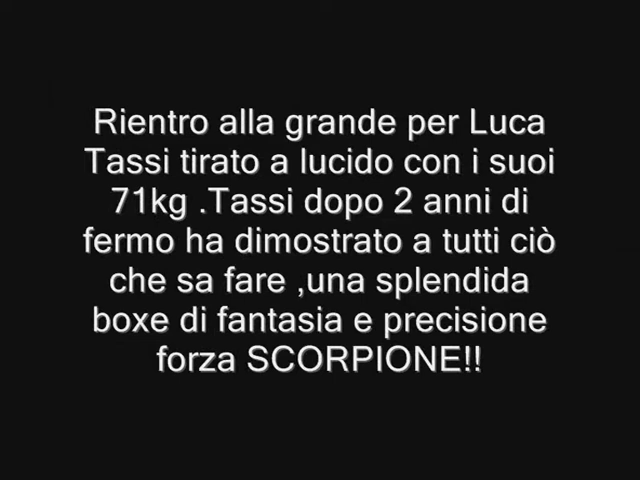 Rientro alla grande per Luca
Tassi tirato a lucido con i suoi
71kg .Tassi dopo 2 anni di
fermo ha dimostrato a tutti ciò
che sa fare ,una splendida
boxe di fantasia e precisione
forza SCORPIONE!!